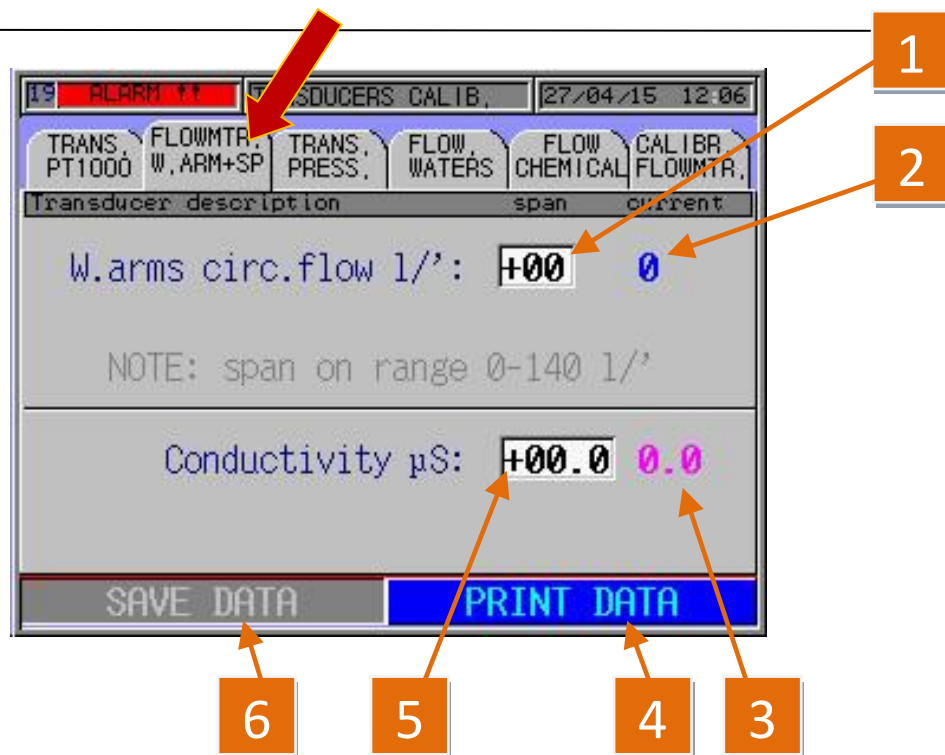 1
19 ALARM !! TRANSDUCERS CALIB. 27/04/15 12:06
TRANS. PT1000 FLOWMTR. W.ARM+SP TRANS. PRESS. FLOW. WATERS FLOW CHEMICAL CALIBR. FLOWMTR.
2
Transducer description span current
W.arms circ.flow l/': +00 0
NOTE: span on range 0-140 l/'
Conductivity µS: +00.0 0.0
SAVE DATA PRINT DATA
6 5 4 3